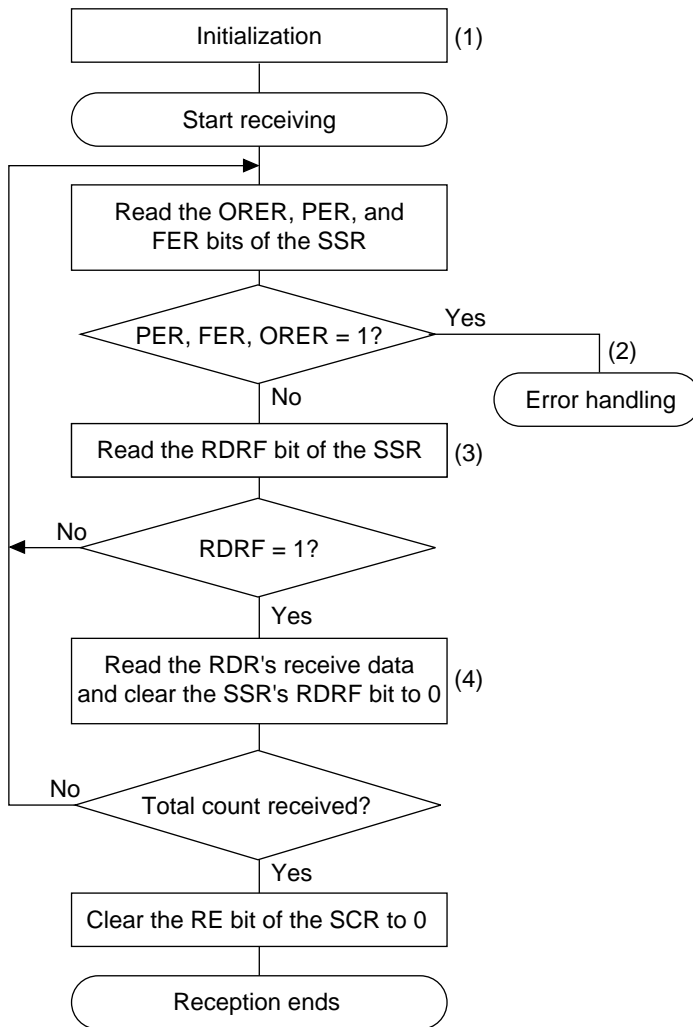 Initialization
(1)
Start receiving
Read the ORER, PER, and
FER bits of the SSR
PER, FER, ORER = 1?
Yes
(2)
Error handling
No
Read the RDRF bit of the SSR
(3)
No
RDRF = 1?
Yes
Read the RDR's receive data
and clear the SSR's RDRF bit to 0
(4)
No
Total count received?
Yes
Clear the RE bit of the SCR to 0
Reception ends